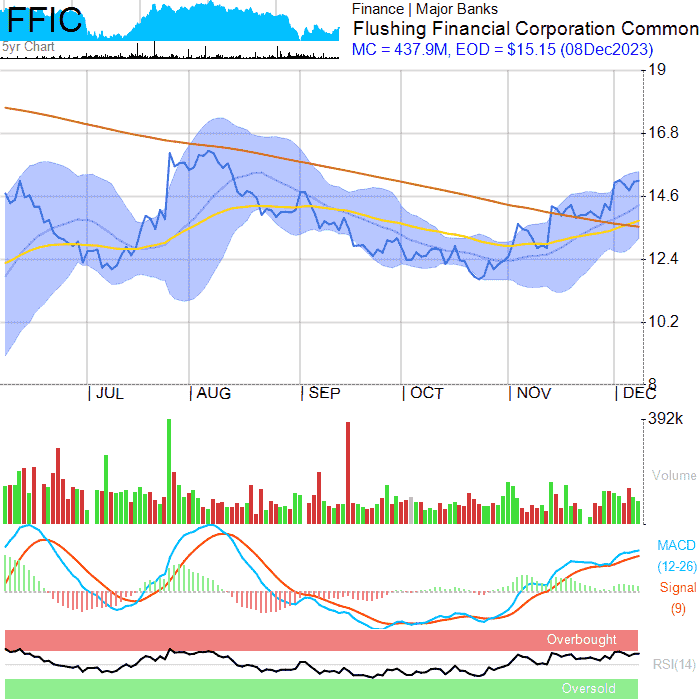 FFIC
5yr Chart
Finance | Major Banks
Flushing Financial Corporation Common
MC = 437.9M, EOD = $15.15 (08Dec2023)
19
16.8
14.6
12.4
10.2
8
| JUL | AUG | SEP | OCT | NOV | DEC
392k
Volume
MACD
(12-26)
Signal
(9)
Overbought
RSI(14)
Oversold